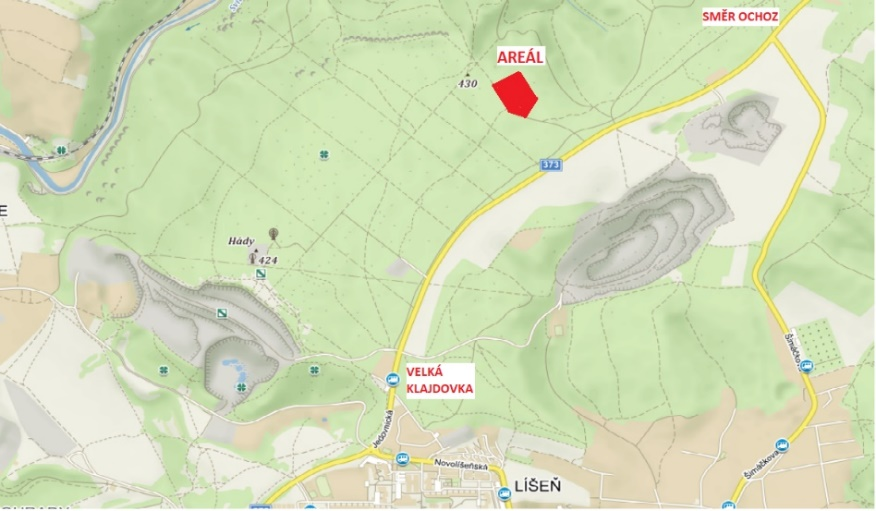 SMĚR OCHOZ
AREÁL
430
373
Hády
424
VELKÁ
KLAJDOVKA
Šimáčkova
Jedovnická
Novolíšeňská
Šimáčkova
LÍŠEŇ